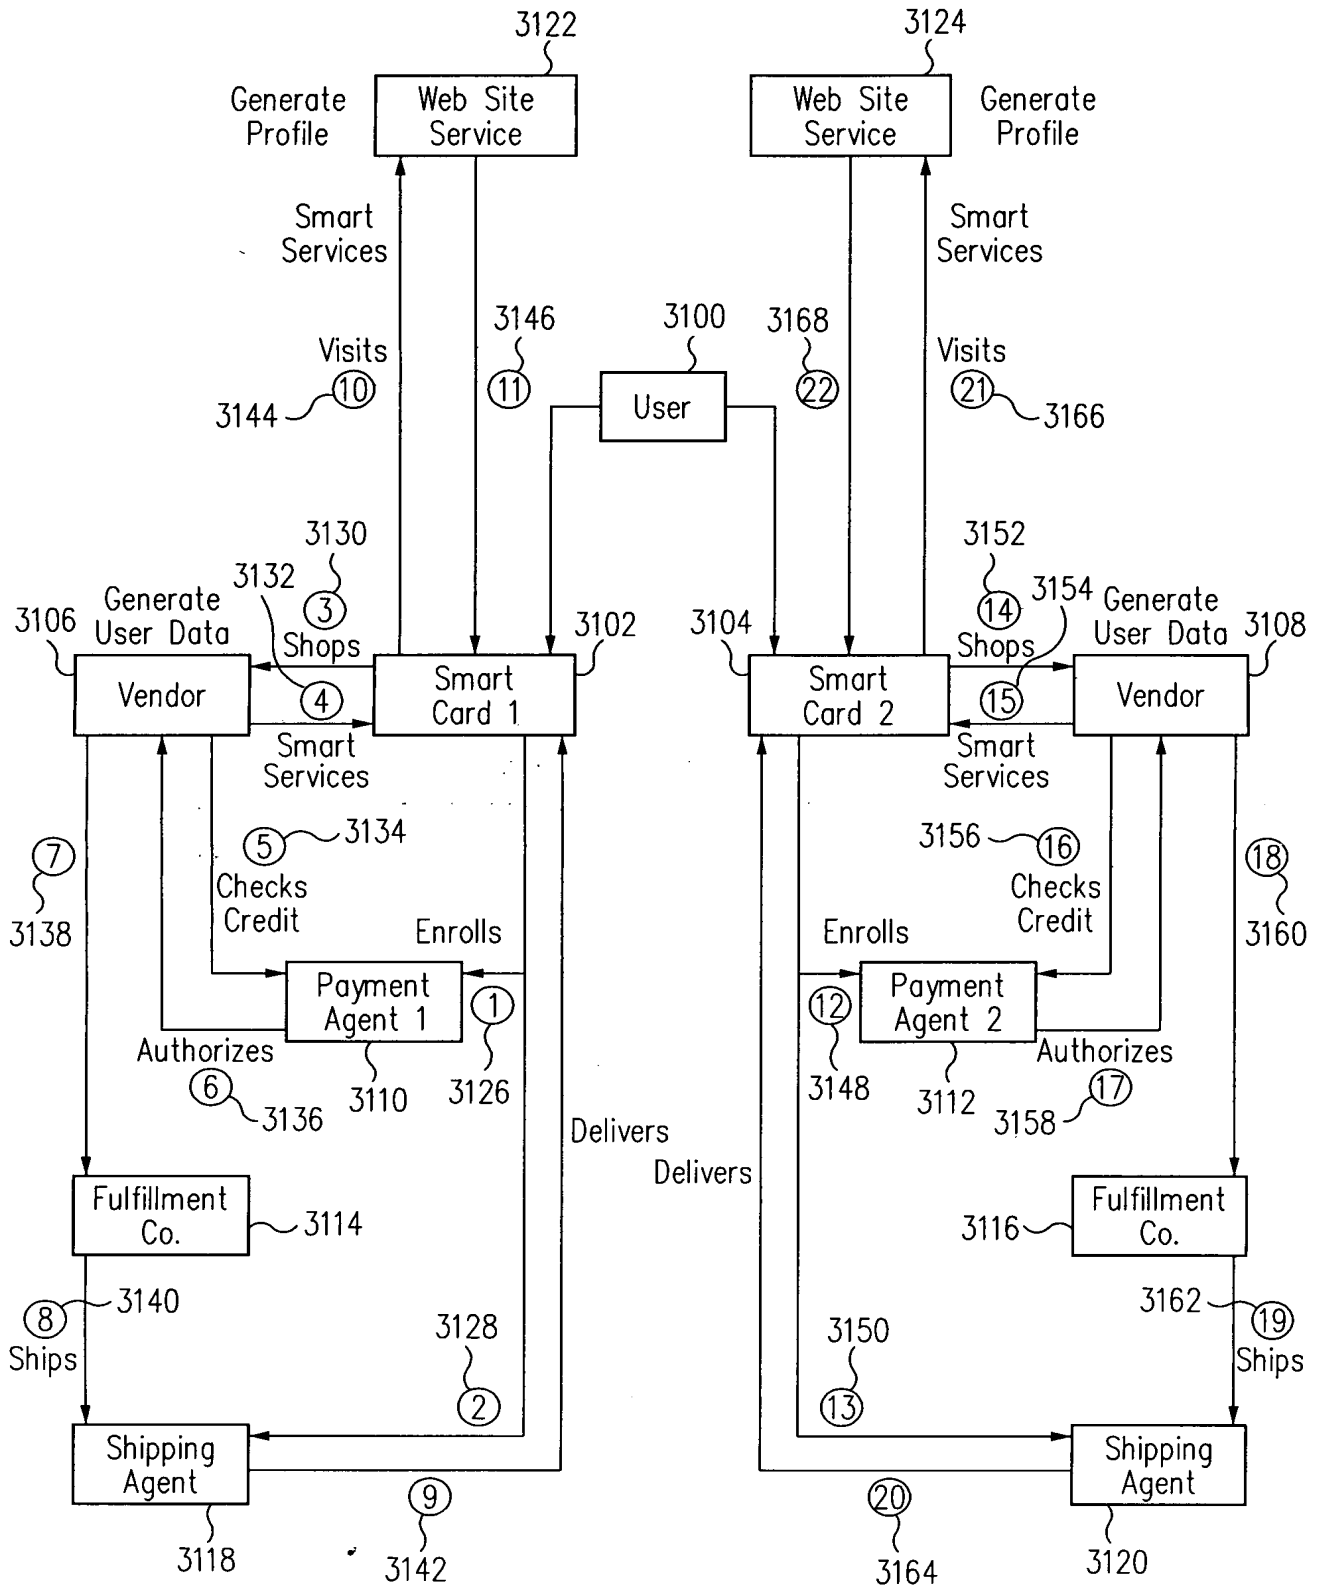 3122
3124
Generate
Profile
Web Site
Service
Web Site
Service
Generate
Profile
Smart
Services
Smart
Services
3146
3100
3168
Visits
10
11
User
22
Visits
21
3144
3166
3130
3132
3
3152
3154
14
3106
Generate
User Data
Shops
3102
3104
Shops
Generate
User Data
3108
Vendor
4
Smart
Card 1
Smart
Card 2
15
Vendor
Smart
Services
Smart
Services
7
5
3134
3156
16
18
3138
Checks
Credit
Enrolls
Enrolls
Checks
Credit
3160
Payment
Agent 1
1
12
Payment
Agent 2
Authorizes
6
3136
3110
3126
3148
3112
Authorizes
17
3158
Delivers
Delivers
Fulfillment
Co.
3114
3116
Fulfillment
Co.
8
3140
3162
19
Ships
3128
3150
Ships
2
13
Shipping
Agent
Shipping
Agent
9
20
3118
3142
3164
3120